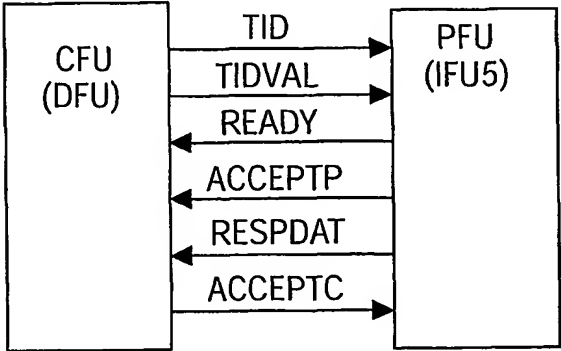 CFU
(DFU)
TID
TIDVAL
READY
ACCEPTP
RESPDAT
ACCEPTC
PFU
(IFU5)